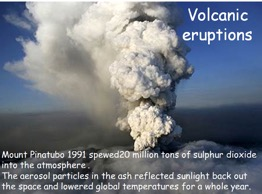 Volcanic
eruptions
Mount Pinatubo 1991 spewed20 million tons of sulphur dioxide
into the atmosphere .
The aerosol particles in the ash reflected sunlight back out
the space and lowered global temperatures for a whole year.